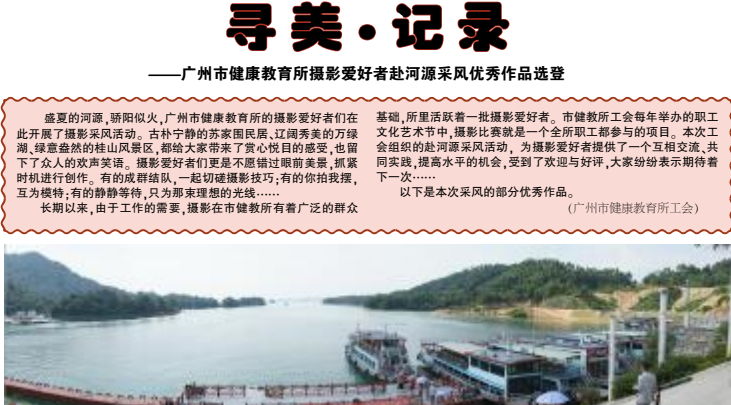 寻美·记录
——广州市健康教育所摄影爱好者赴河源采风优秀作品选登
盛夏的河源,骄阳似火,广州市健康教育所的摄影爱好者们在
此开展了摄影采风活动。古朴宁静的苏家围民居、辽阔秀美的万绿
湖、绿意盎然的桂山风景区,都给大家带来了赏心悦目的感受,也留
下了众人的欢声笑语。摄影爱好者们更是不愿错过眼前美景,抓紧
时机进行创作。有的成群结队,一起切磋摄影技巧;有的你拍我摆,
互为模特;有的静静等待,只为那束理想的光线……
长期以来,由于工作的需要,摄影在市健教所有着广泛的群众
基础,所里活跃着一批摄影爱好者。市健教所工会每年举办的职工
文化艺术节中,摄影比赛就是一个全所职工都参与的项目。本次工
会组织的赴河源采风活动,为摄影爱好者提供了一个互相交流、共
同实践,提高水平的机会,受到了欢迎与好评,大家纷纷表示期待着
下一次……
以下是本次采风的部分优秀作品。
(广州市健康教育所工会)